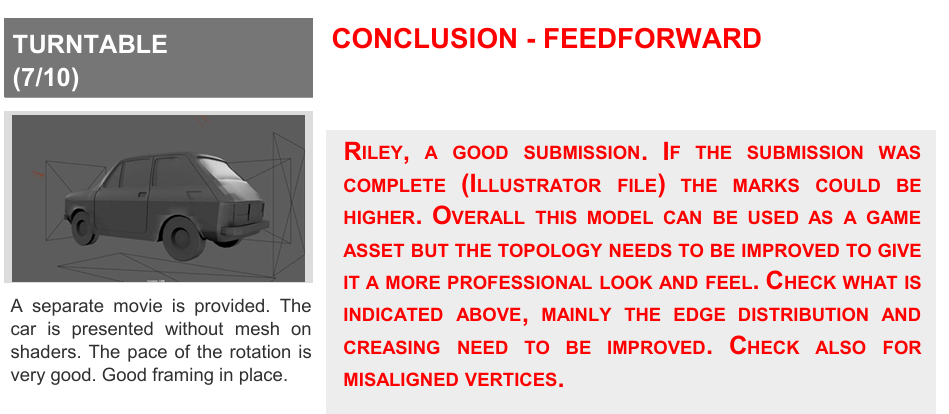 TURNTABLE
(7/10)
A separate movie is provided. The
car is presented without mesh on
shaders. The pace of the rotation is
very good. Good framing in place.
CONCLUSION - FEEDFORWARD
RILEY, A GOOD SUBMISSION. IF THE SUBMISSION WAS
COMPLETE (ILLUSTRATOR FILE) THE MARKS COULD BE
HIGHER. OVERALL THIS MODEL CAN BE USED AS A GAME
ASSET BUT THE TOPOLOGY NEEDS TO BE IMPROVED TO GIVE
IT A MORE PROFESSIONAL LOOK AND FEEL. CHECK WHAT IS
INDICATED ABOVE, MAINLY THE EDGE DISTRIBUTION AND
CREASING NEED TO BE IMPROVED. CHECK ALSO FOR
MISALIGNED VERTICES.